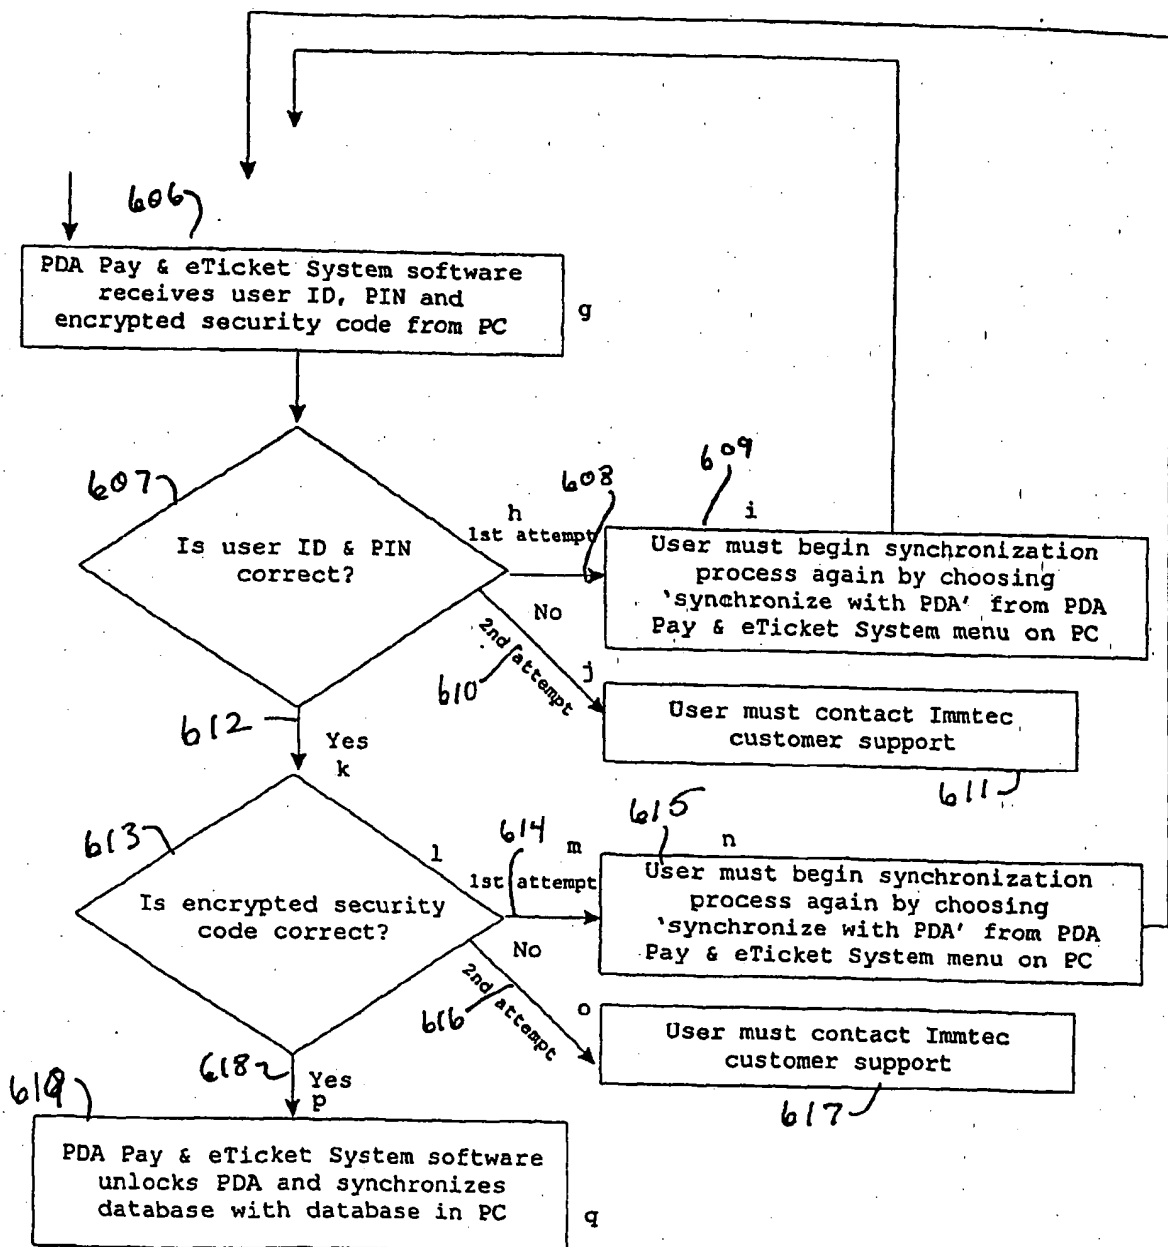 606
PDA Pay & eTicket System software
receives user ID, PIN and
encrypted security code from PC
g
607
Is user ID & PIN
correct?
h
1st attempt
608
No
2nd attempt
610
j
609
i
User must begin synchronization
process again by choosing
'synchronize with PDA' from PDA
Pay & eTicket System menu on PC
User must contact Immtec
customer support
611
612
Yes
k
613
Is encrypted security
code correct?
l
614
m
1st attempt
No
2nd attempt
616
o
615
n
User must begin synchronization
process again by choosing
'synchronize with PDA' from PDA
Pay & eTicket System menu on PC
User must contact Immtec
customer support
617
618
Yes
p
619
PDA Pay & eTicket System software
unlocks PDA and synchronizes
database with database in PC
q